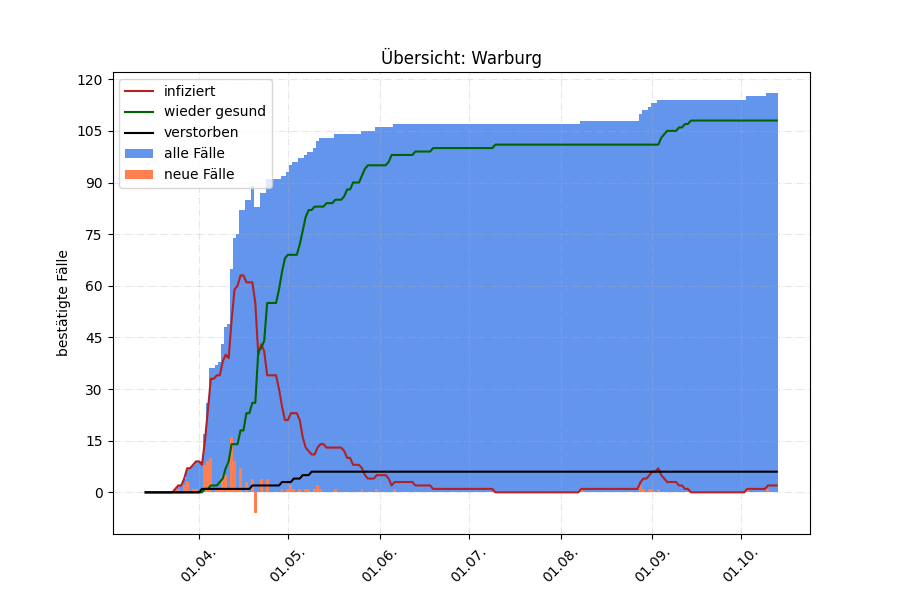 Übersicht: Warburg
infiziert
wieder gesund
verstorben
alle Fälle
neue Fälle
bestätigte Fälle
120
105
90
75
60
45
30
15
0
01.04.
01.05.
01.06.
01.07.
01.08.
01.09.
01.10.